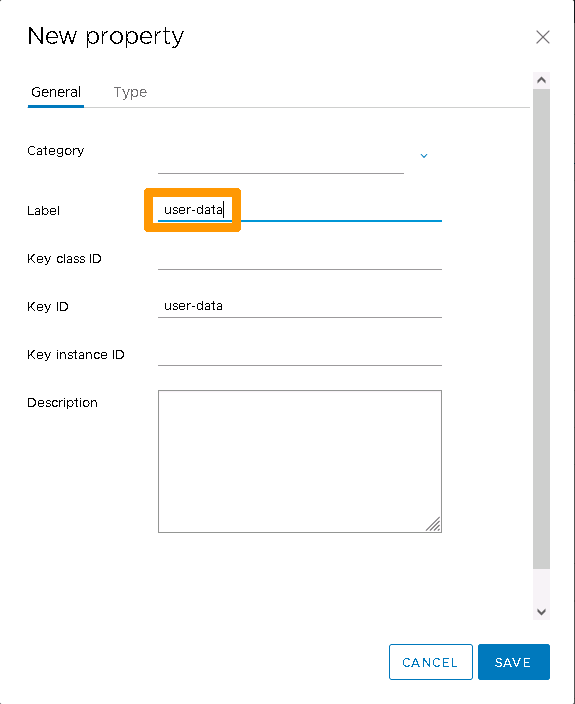 New property
General Type
Category
Label user-data
Key class ID
Key ID user-data
Key instance ID
Description
CANCEL SAVE